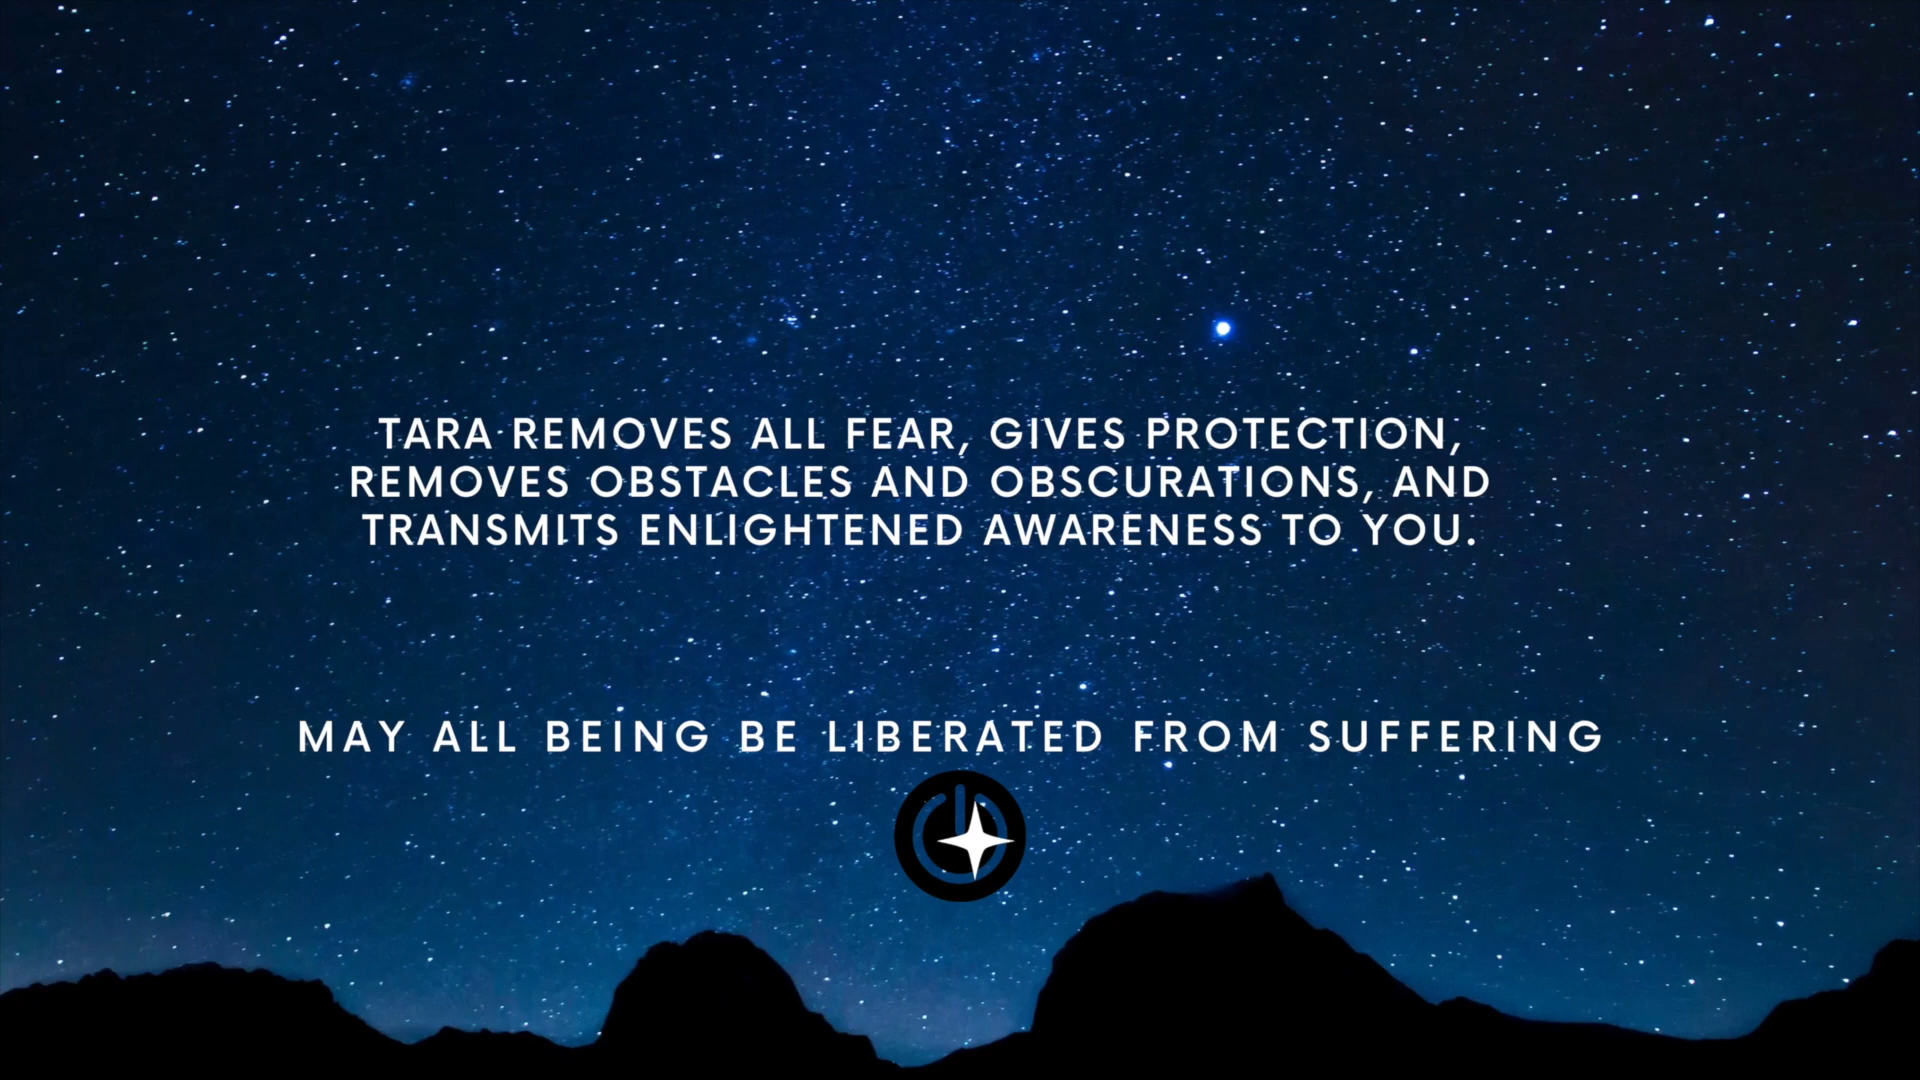 TARA REMOVES ALL FEAR, GIVES PROTECTION,
REMOVES OBSTACLES AND OBSCURATIONS, AND
TRANSMITS ENLIGHTENED AWARENESS TO YOU.
MAY ALL BEING BE LIBERATED FROM SUFFERING